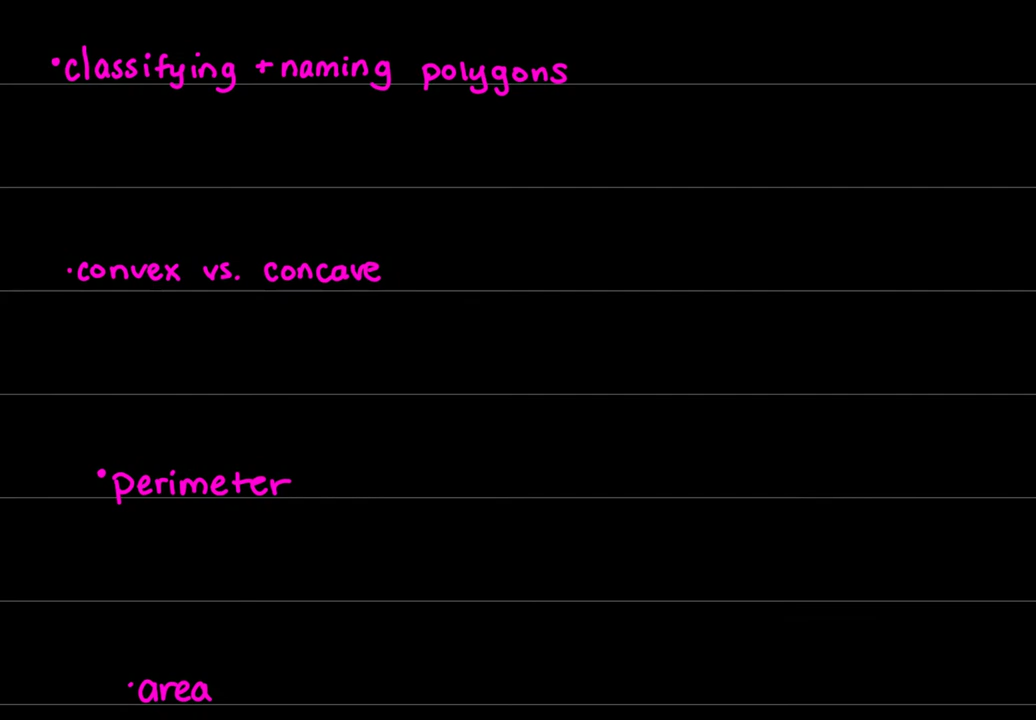 •classifying +naming polygons
•convex vs. concave
•perimeter
•area